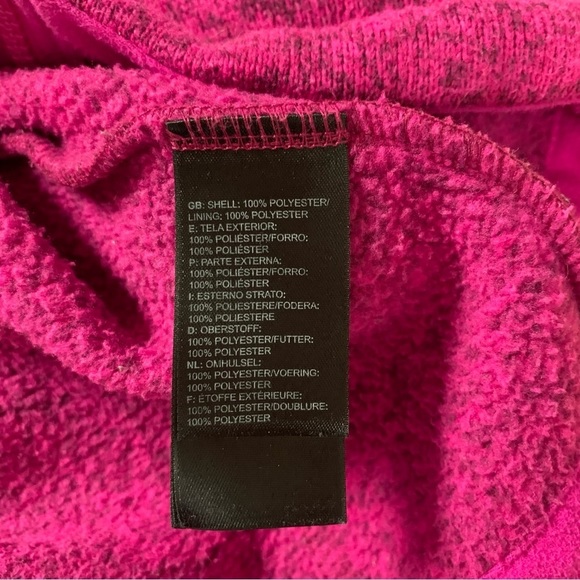 GB: SHELL: 100% POLYESTER/
LINING: 100% POLYESTER
E: TELA EXTERIOR:
100% POLIÉSTER/FORRO:
100% POLIÉSTER
P: PARTE EXTERNA:
100% POLIÉSTER/FORRO:
100% POLIÉSTER
I: ESTERNO STRATO:
100% POLIESTERE/FODERA:
100% POLIESTERE
D: OBERSTOFF:
100% POLYESTER/FUTTER:
100% POLYESTER
NL: OMHULSEL:
100% POLYESTER/VOERING:
100% POLYESTER
F: ÉTOFFE EXTÉRIEURE:
100% POLYESTER/DOUBLURE:
100% POLYESTER